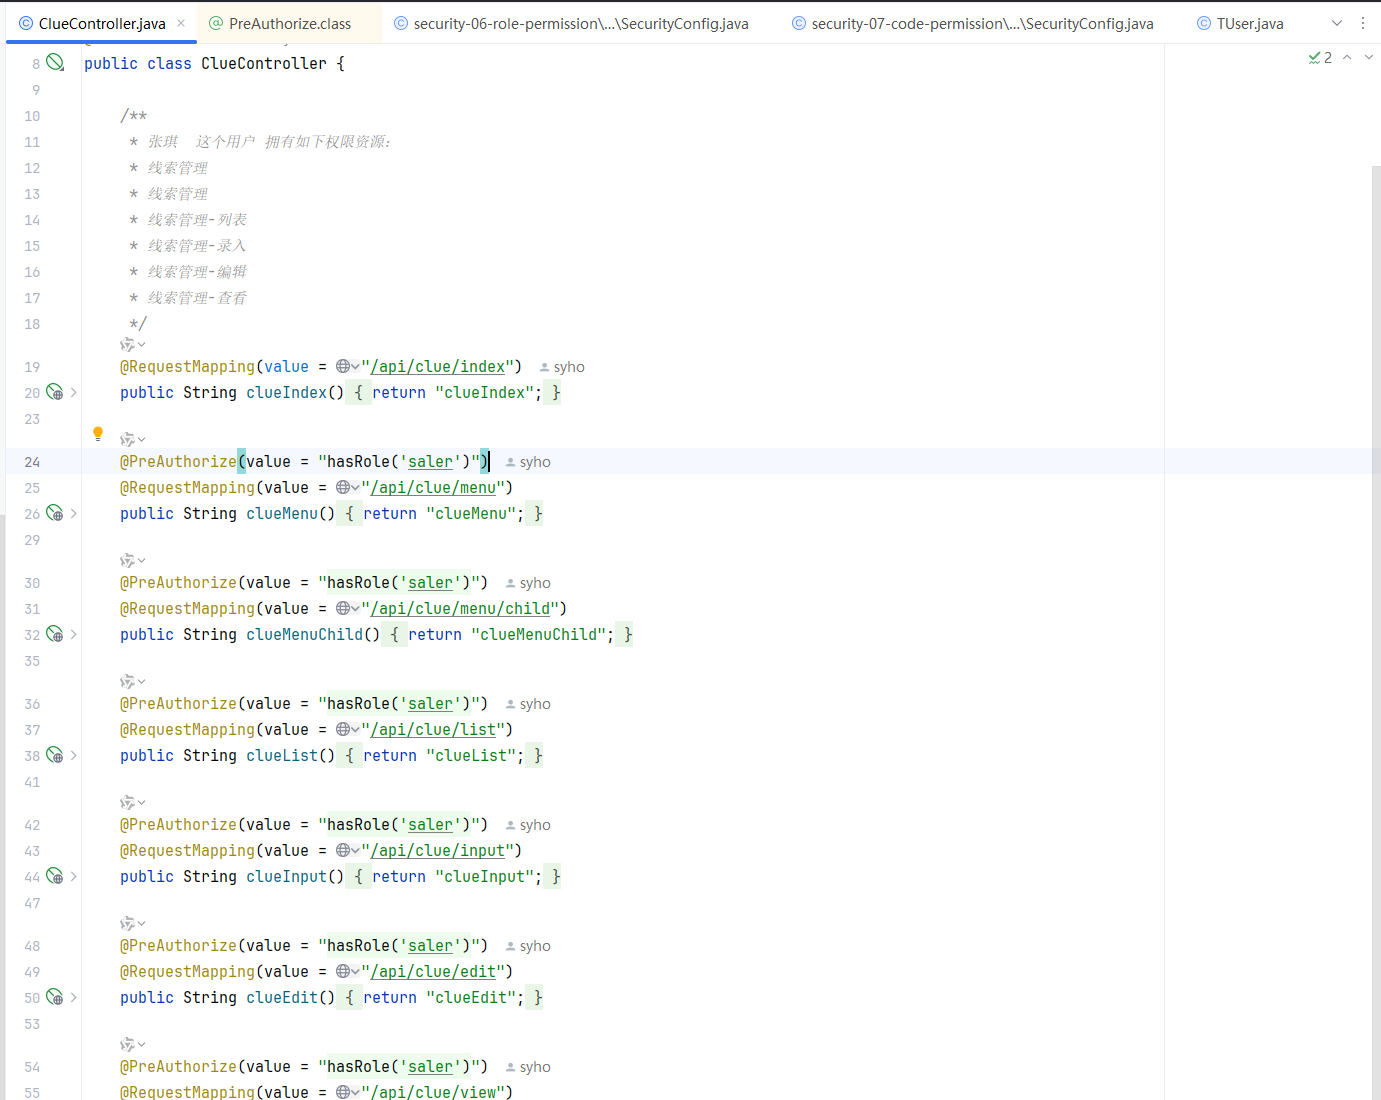 ClueController.java
PreAuthorize.class
security-06-role-permission\...\SecurityConfig.java
security-07-code-permission\...\SecurityConfig.java
TUser.java
2
8 public class ClueController {
9
10 /**
11 * 张琪  这个用户 拥有如下权限资源：
12 * 线索管理
13 * 线索管理
14 * 线索管理-列表
15 * 线索管理-录入
16 * 线索管理-编辑
17 * 线索管理-查看
18 */
19 @RequestMapping(value = "/api/clue/index") syho
20 public String clueIndex() { return "clueIndex"; }
23
24 @PreAuthorize(value = "hasRole('saler')") syho
25 @RequestMapping(value = "/api/clue/menu")
26 public String clueMenu() { return "clueMenu"; }
29
30 @PreAuthorize(value = "hasRole('saler')") syho
31 @RequestMapping(value = "/api/clue/menu/child")
32 public String clueMenuChild() { return "clueMenuChild"; }
35
36 @PreAuthorize(value = "hasRole('saler')") syho
37 @RequestMapping(value = "/api/clue/list")
38 public String clueList() { return "clueList"; }
41
42 @PreAuthorize(value = "hasRole('saler')") syho
43 @RequestMapping(value = "/api/clue/input")
44 public String clueInput() { return "clueInput"; }
47
48 @PreAuthorize(value = "hasRole('saler')") syho
49 @RequestMapping(value = "/api/clue/edit")
50 public String clueEdit() { return "clueEdit"; }
53
54 @PreAuthorize(value = "hasRole('saler')") syho
55 @RequestMapping(value = "/api/clue/view")